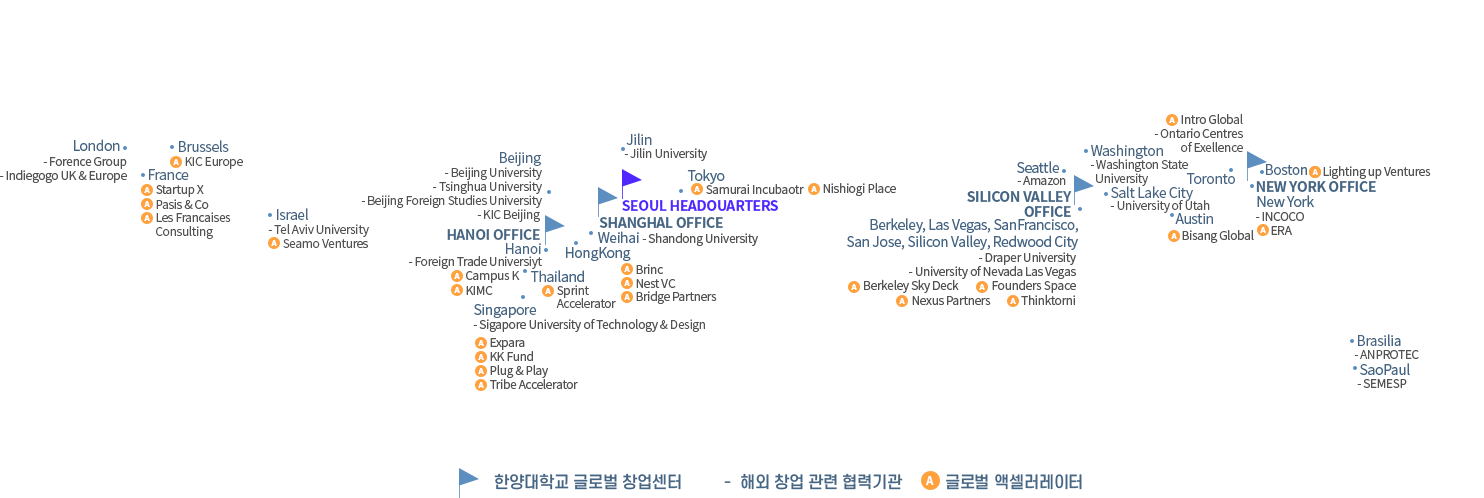 London
- Forence Group
- Indiegogo UK & Europe
Brussels
A KIC Europe
France
A Startup X
A Pasis & Co
A Les Francaises
Consulting
Israel
- Tel Aviv University
A Seamo Ventures
Beijing
- Beijing University
- Tsinghua University
- Beijing Foreign Studies University
- KIC Beijing
HANOI OFFICE
Hanoi
- Foreign Trade Universiyt
A Campus K
A KIMC
Jilin
- Jilin University
Tokyo
A Samurai Incubaotr A Nishiogi Place
SEOUL HEADOUARTERS
SHANGHAI OFFICE
Weihai - Shandong University
HongKong
A Brinc
A Nest VC
A Bridge Partners
Thailand
A Sprint
Accelerator
Singapore
- Sigapore University of Technology & Design
A Expara
A KK Fund
A Plug & Play
A Tribe Accelerator
Seattle
- Amazon
SILICON VALLEY
OFFICE
Berkeley, Las Vegas, SanFrancisco,
San Jose, Silicon Valley, Redwood City
- Draper University
- University of Nevada Las Vegas
A Berkeley Sky Deck A Founders Space
A Nexus Partners A Thinktorni
Washington
- Washington State
University
Salt Lake City
- University of Utah
Austin
A Bisang Global
A Intro Global
- Ontario Centres
of Exellence
Toronto
Boston A Lighting up Ventures
NEW YORK OFFICE
New York
- INCOCO
A ERA
Brasilia
- ANPROTEC
SaoPaul
- SEMESP
한양대학교 글로벌 창업센터 - 해외 창업 관련 협력기관 A 글로벌 액셀러레이터